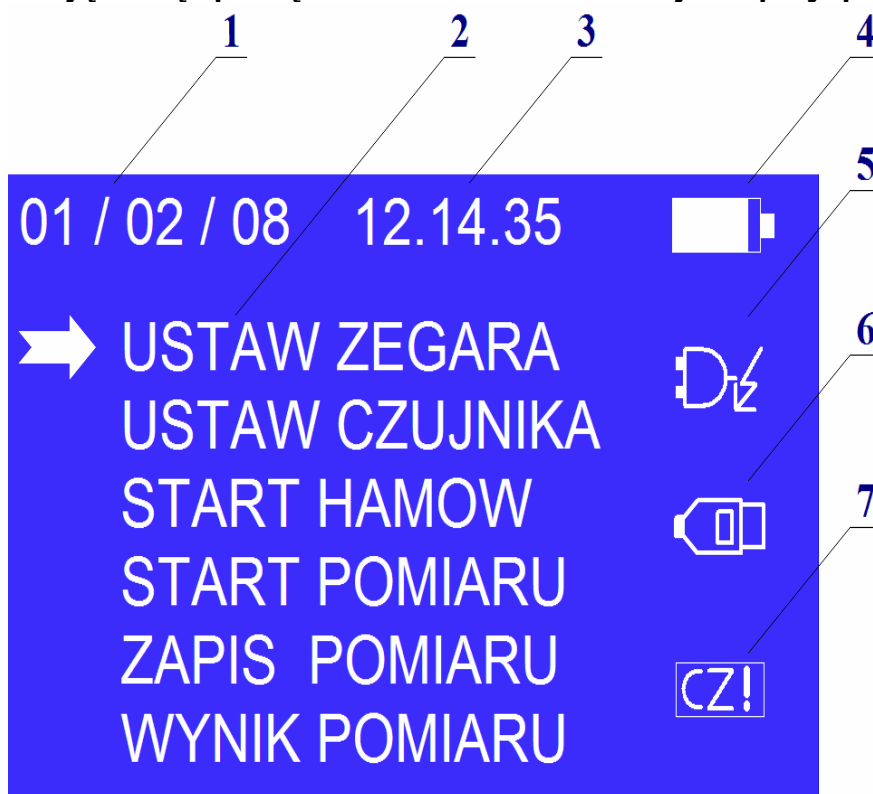 1 2 3 4
5
01 / 02 / 08 12.14.35
USTAW ZEGARA
6
USTAW CZUJNIKA
START HAMOW
7
START POMIARU
ZAPIS POMIARU
CZ!
WYNIK POMIARU